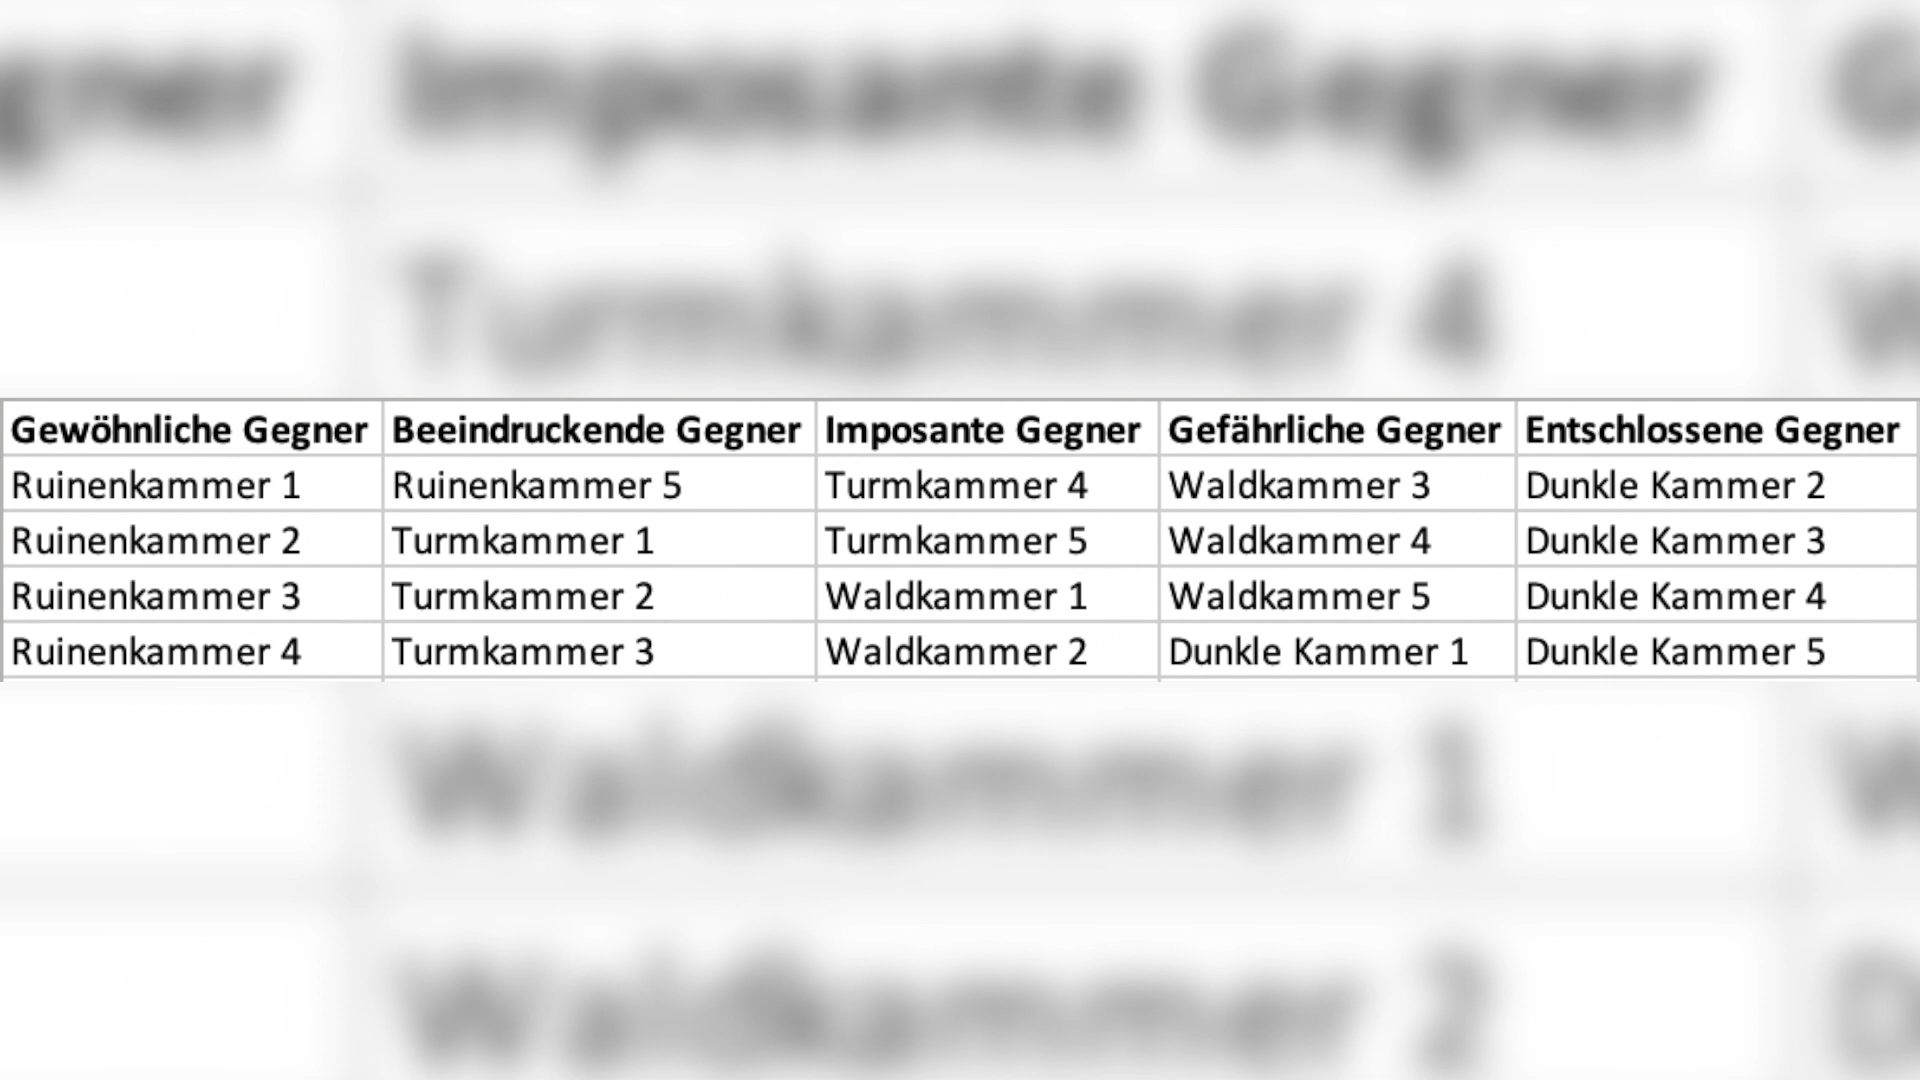 Gewöhnliche Gegner Beeindruckende Gegner Imposante Gegner Gefährliche Gegner Entschlossene Gegner
Ruinenkammer 1 Ruinenkammer 5 Turmkammer 4 Waldkammer 3 Dunkle Kammer 2
Ruinenkammer 2 Turmkammer 1 Turmkammer 5 Waldkammer 4 Dunkle Kammer 3
Ruinenkammer 3 Turmkammer 2 Waldkammer 1 Waldkammer 5 Dunkle Kammer 4
Ruinenkammer 4 Turmkammer 3 Waldkammer 2 Dunkle Kammer 1 Dunkle Kammer 5